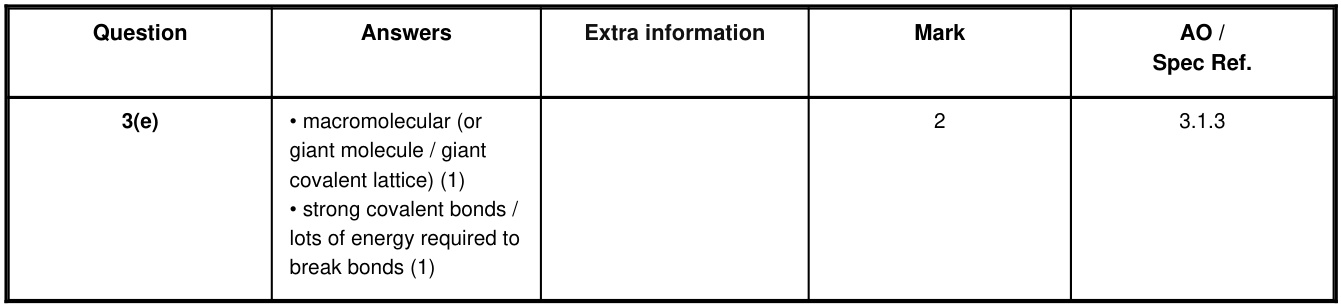 Question Answers Extra information Mark AO /
Spec Ref.
3(e) • macromolecular (or 2 3.1.3
giant molecule / giant
covalent lattice) (1)
• strong covalent bonds /
lots of energy required to
break bonds (1)